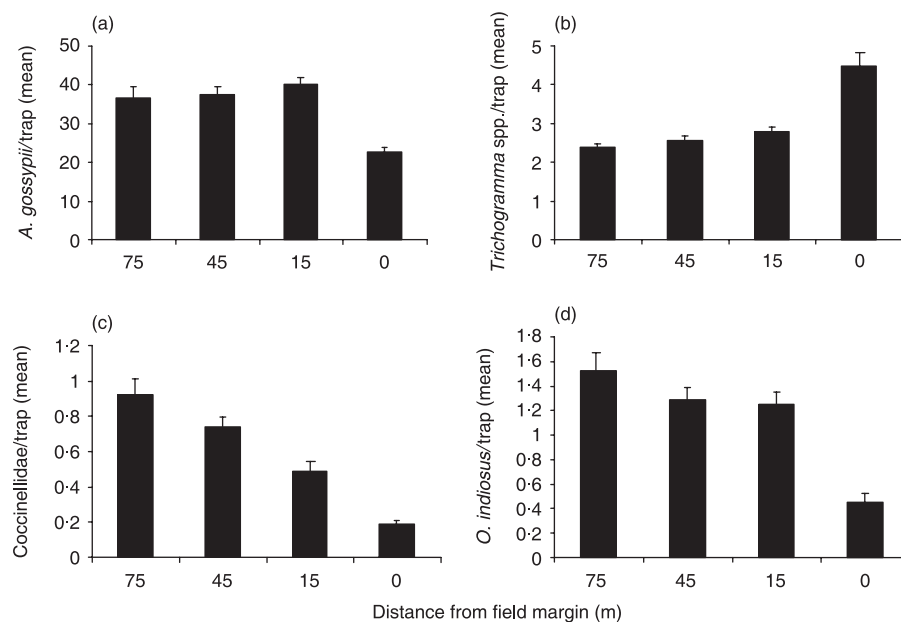 (a)
A. gossypii/trap (mean)
50
40
30
20
10
0
75 45 15 0
(b)
Trichogramma spp./trap (mean)
5
4
3
2
1
0
75 45 15 0
(c)
Coccinellidae/trap (mean)
1·2
1
0·8
0·6
0·4
0·2
0
75 45 15 0
(d)
O. indiosus/trap (mean)
1·8
1·6
1·4
1·2
1
0·8
0·6
0·4
0·2
0
75 45 15 0
Distance from field margin (m)